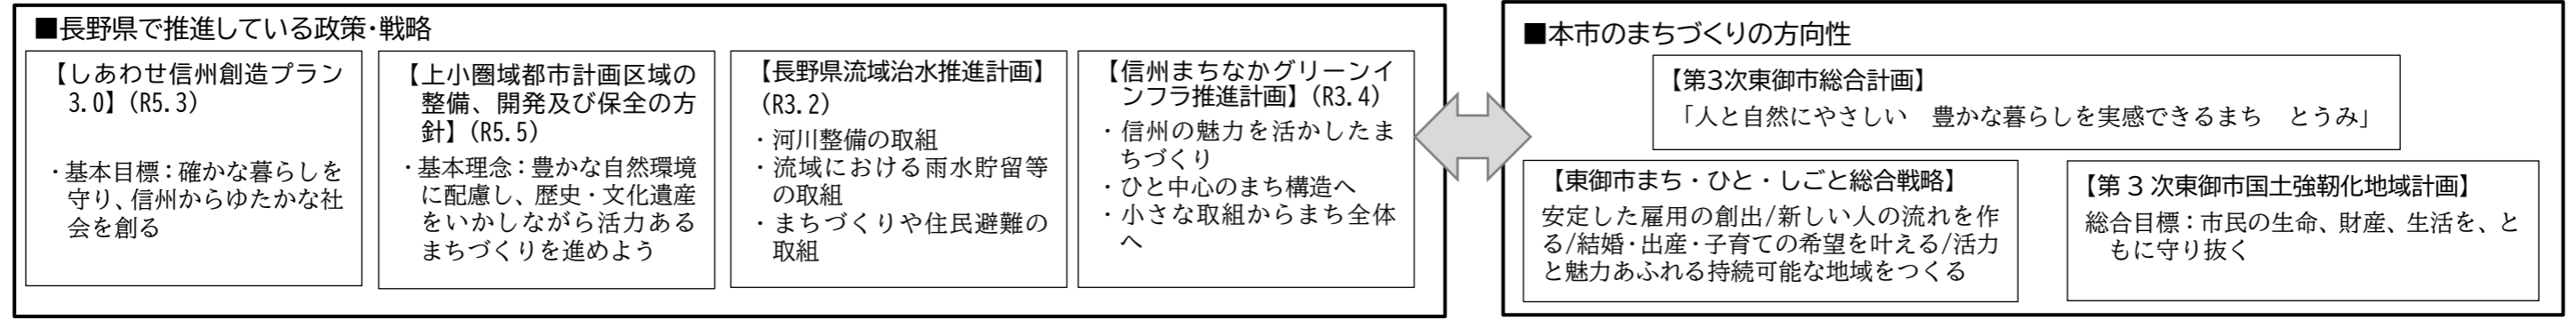 ■長野県で推進している政策・戦略
【しあわせ信州創造プラン
3.0】(R5.3)
・基本目標：確かな暮らしを
守り、信州からゆたかな社
会を創る
【上小圏域都市計画区域の
整備、開発及び保全の方
針】(R5.5)
・基本理念：豊かな自然環境
に配慮し、歴史・文化遺産
をいかしながら活力ある
まちづくりを進めよう
【長野県流域治水推進計画】
(R3.2)
・河川整備の取組
・流域における雨水貯留等
の取組
・まちづくりや住民避難の
取組
【信州まちなかグリーンイ
ンフラ推進計画】(R3.4)
・信州の魅力を活かしたま
ちづくり
・ひと中心のまち構造へ
・小さな取組からまち全体
へ
■本市のまちづくりの方向性
【第3次東御市総合計画】
「人と自然にやさしい　豊かな暮らしを実感できるまち　とうみ」
【東御市まち・ひと・しごと総合戦略】
安定した雇用の創出/新しい人の流れを作
る/結婚・出産・子育ての希望を叶える/活力
と魅力あふれる持続可能な地域をつくる
【第３次東御市国土強靭化地域計画】
総合目標：市民の生命、財産、生活を、と
もに守り抜く